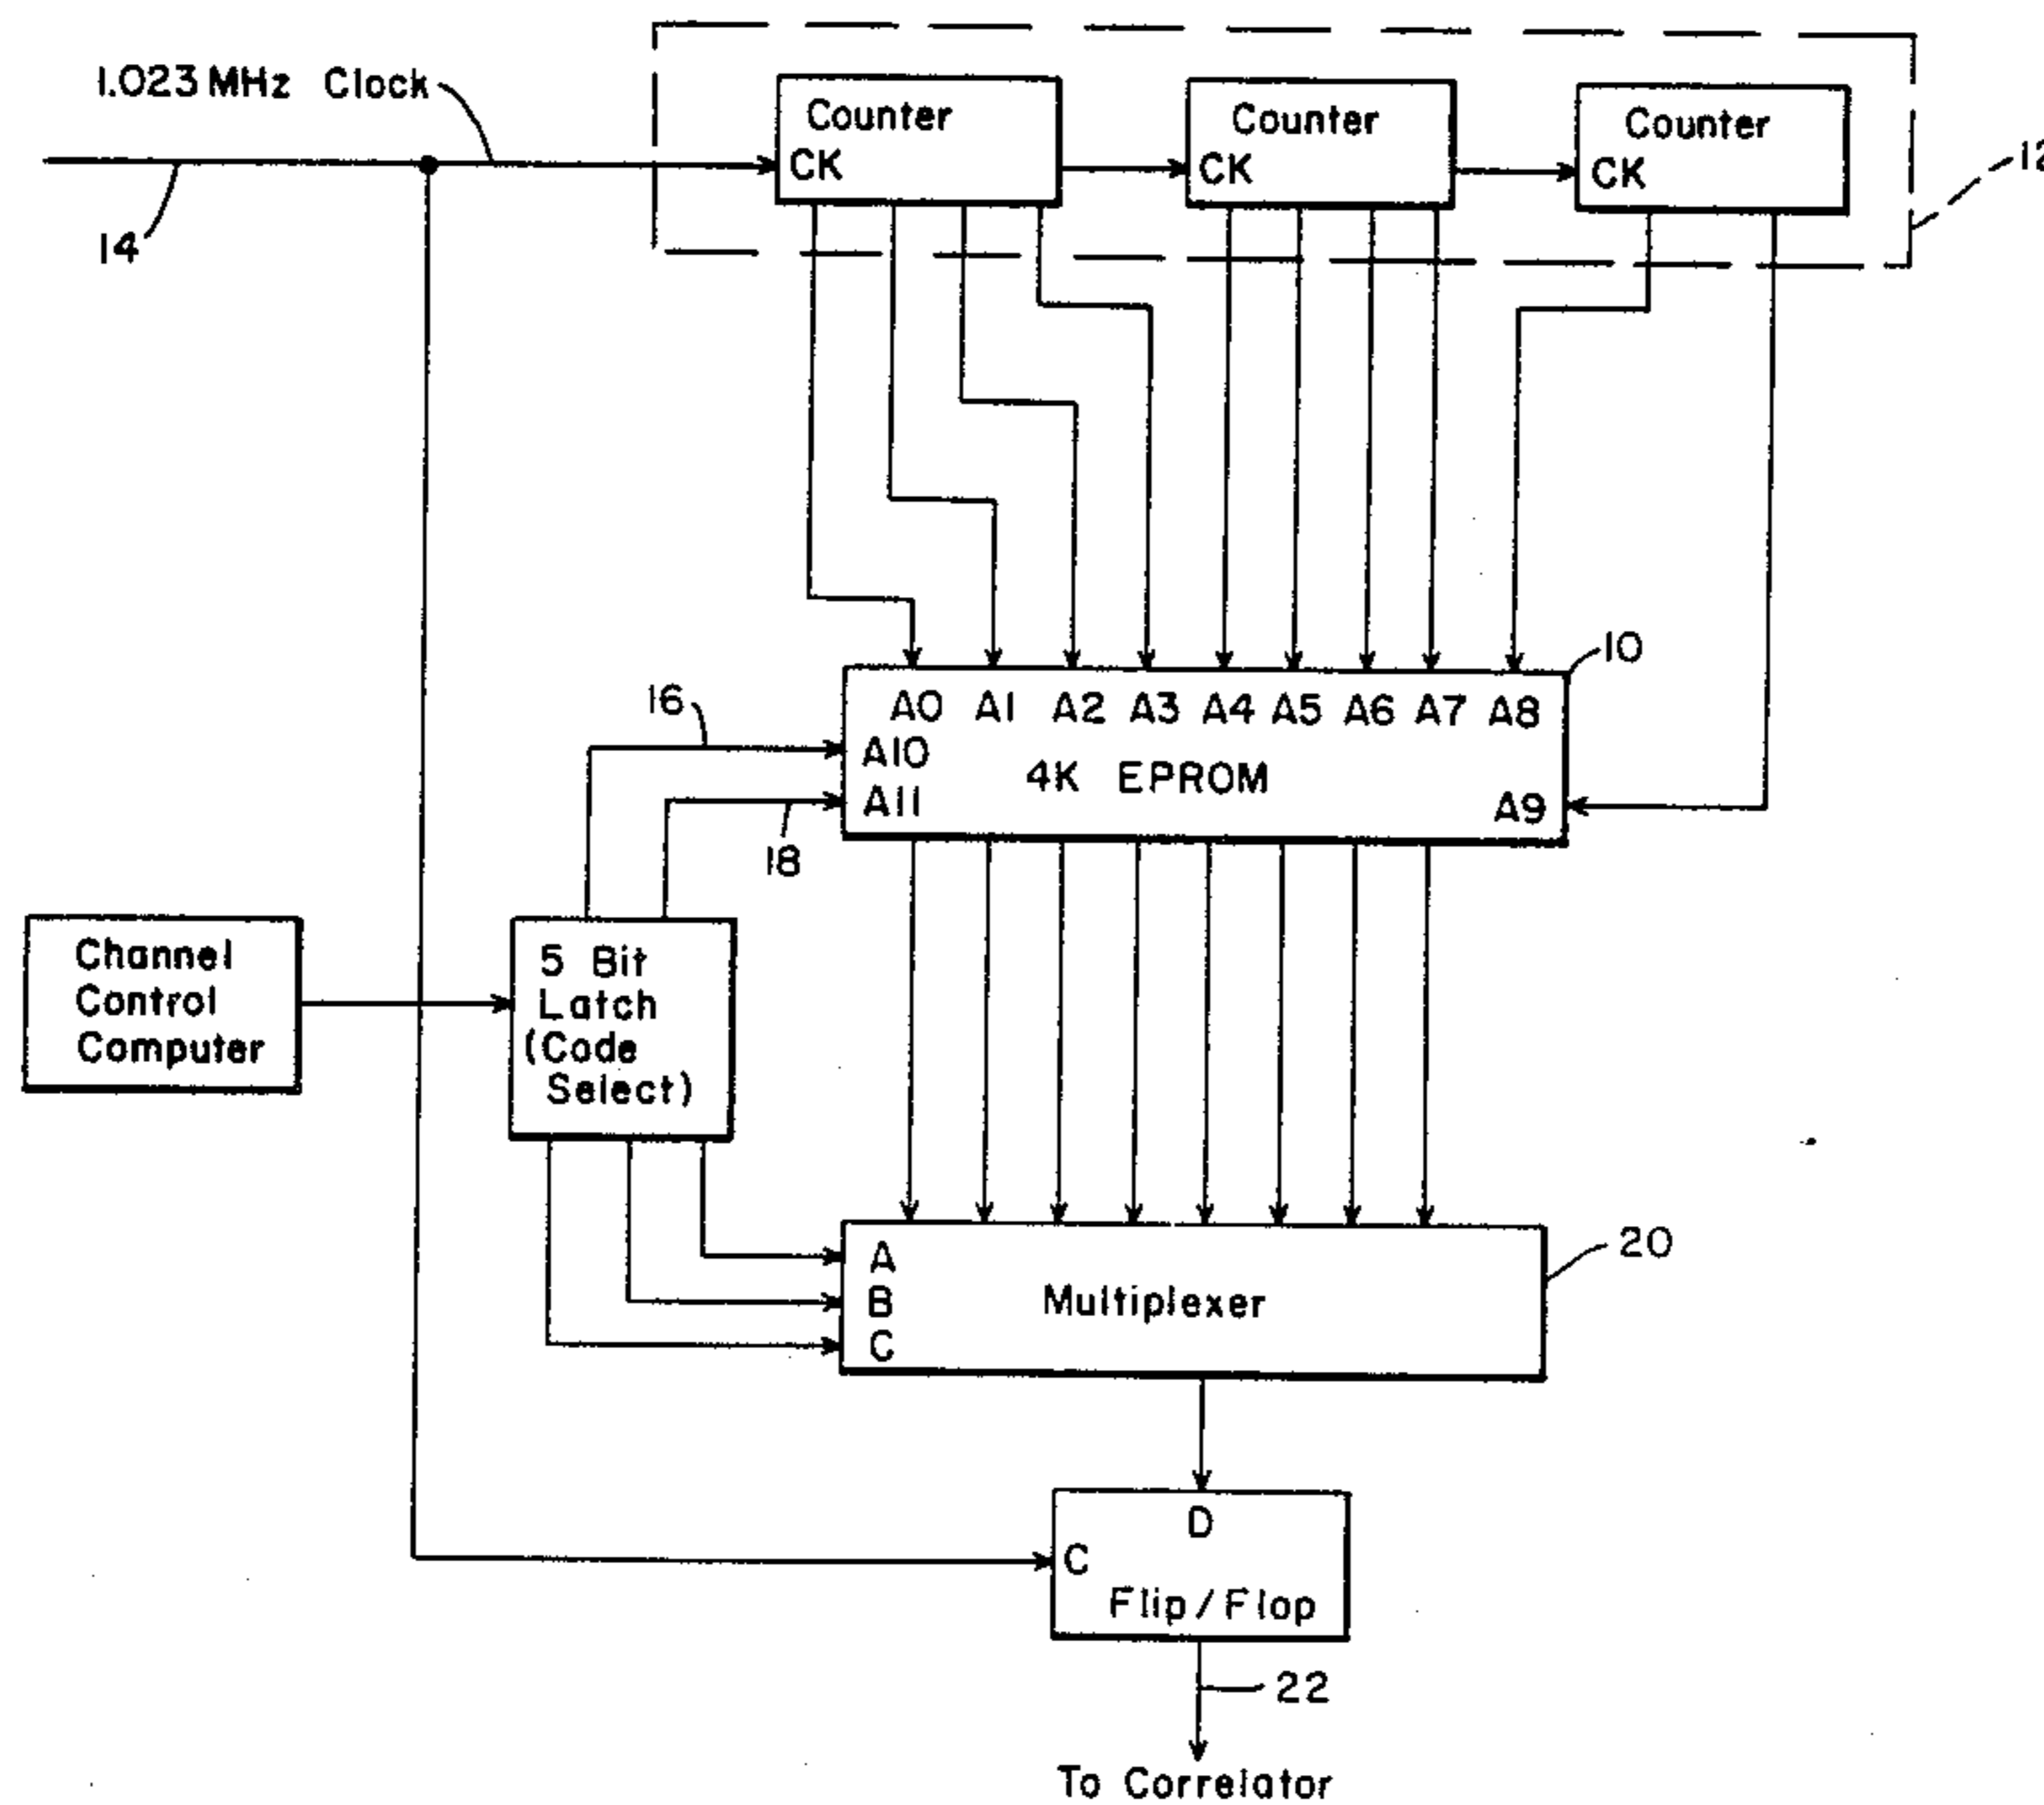 1.023 MHz Clock
Counter
CK
Counter
CK
Counter
CK
12
14
10
16
A0 A1 A2 A3 A4 A5 A6 A7 A8
A10
4K EPROM
A11
A9
18
Channel
Control
Computer
5 Bit
Latch
(Code
Select)
20
A
B
C
Multiplexer
D
C
Flip/Flop
22
To Correlator